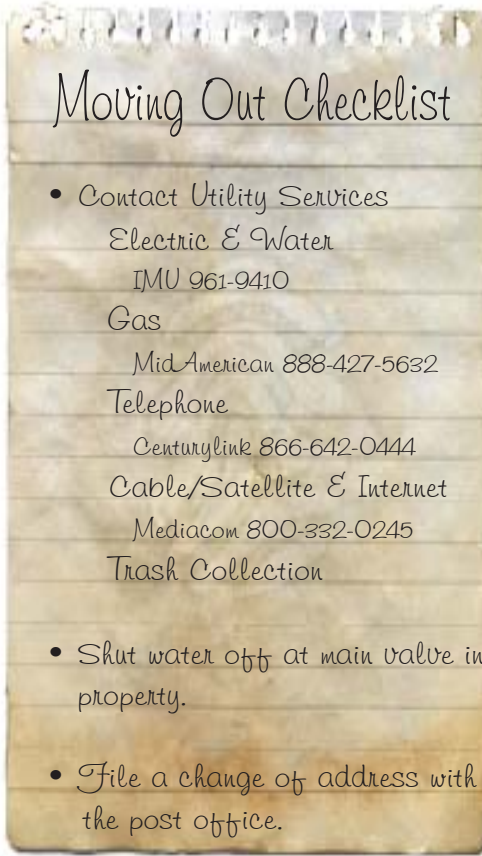 Moving Out Checklist
• Contact Utility Services
Electric & Water
IMU 961-9410
Gas
MidAmerican 888-427-5632
Telephone
Centurylink 866-642-0444
Cable/Satellite & Internet
Mediacom 800-332-0245
Trash Collection
• Shut water off at main valve in
property.
• File a change of address with
the post office.